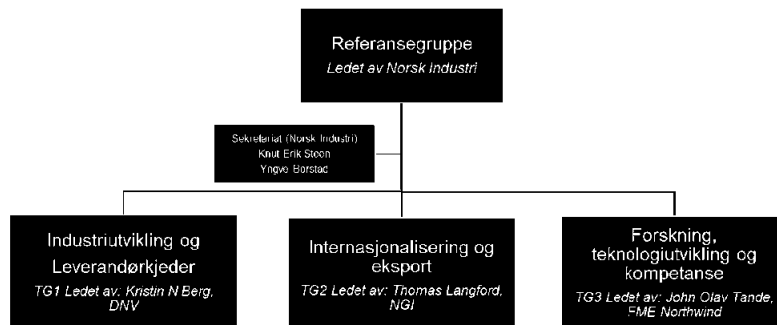 Referansegruppe
Ledet av Norsk Industri
Sekretariat (Norsk Industri)
Knut Erik Steen
Yngve Børstad
Industriutvikling og
Leverandørkjeder
TG1 Ledet av: Kristin N Berg,
DNV
Internasjonalisering og
eksport
TG2 Ledet av: Thomas Langford,
NGI
Forskning,
teknologiutvikling og
kompetanse
TG3 Ledet av: John Olav Tande,
FME Northwind